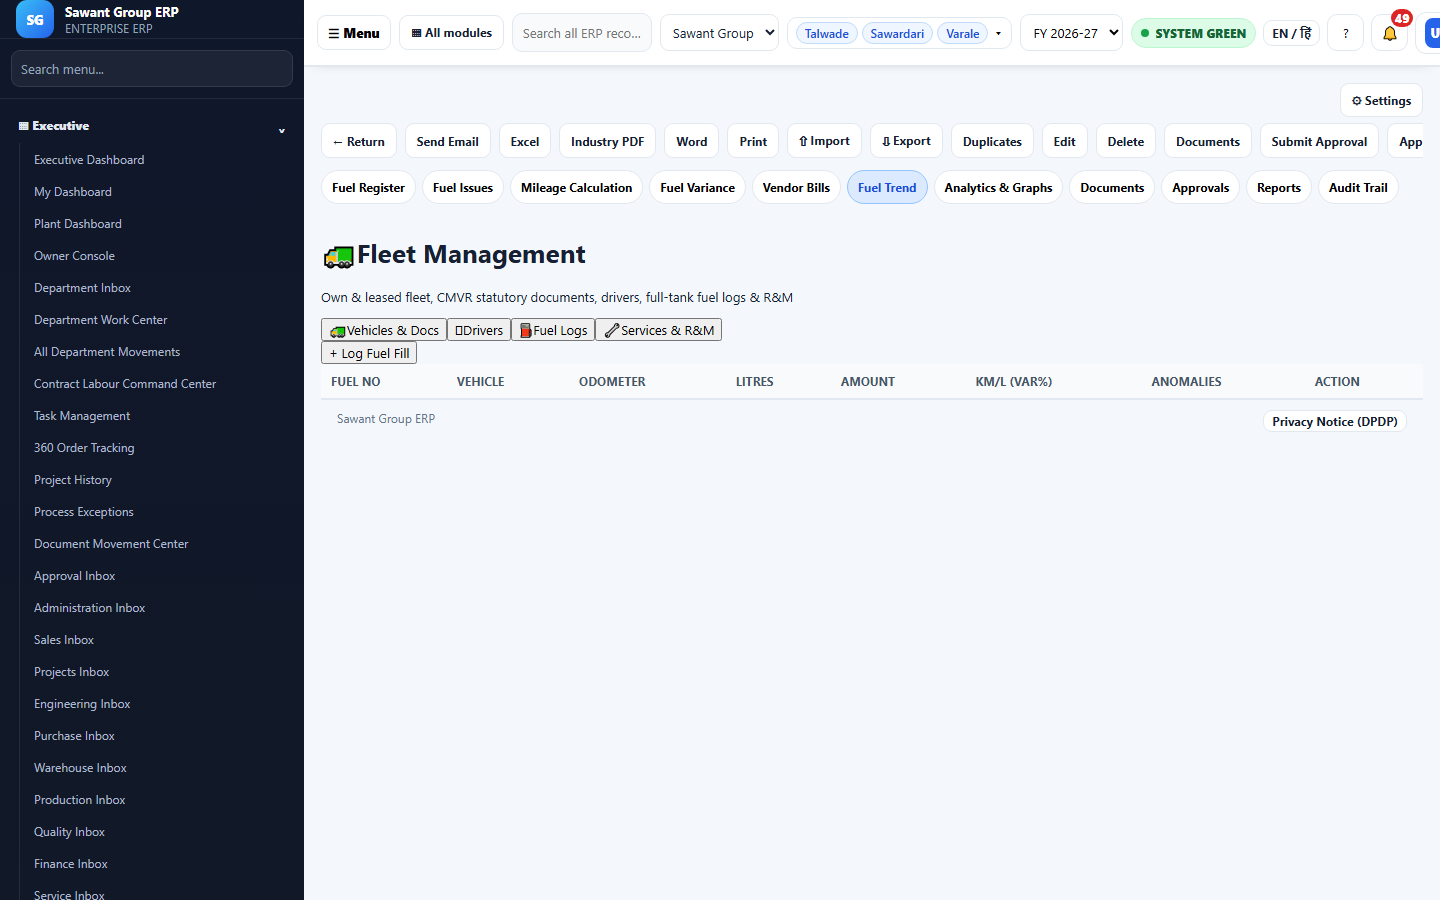 SG
Sawant Group ERP
ENTERPRISE ERP
☰ Menu
▦ All modules
Search all ERP reco...
Sawant Group
Talwade Sawardari Varale
FY 2026-27
SYSTEM GREEN
EN / हिं
?
49
Search menu...
⚙ Settings
← Return Send Email Excel Industry PDF Word Print ⇧Import ⇩Export Duplicates Edit Delete Documents Submit Approval App
Fuel Register Fuel Issues Mileage Calculation Fuel Variance Vendor Bills Fuel Trend Analytics & Graphs Documents Approvals Reports Audit Trail
Executive
Executive Dashboard
My Dashboard
Plant Dashboard
Owner Console
Department Inbox
Department Work Center
All Department Movements
Contract Labour Command Center
Task Management
360 Order Tracking
Project History
Process Exceptions
Document Movement Center
Approval Inbox
Administration Inbox
Sales Inbox
Projects Inbox
Engineering Inbox
Purchase Inbox
Warehouse Inbox
Production Inbox
Quality Inbox
Finance Inbox
Service Inbox
Fleet Management
Own & leased fleet, CMVR statutory documents, drivers, full-tank fuel logs & R&M
Vehicles & Docs Drivers Fuel Logs Services & R&M
+ Log Fuel Fill
FUEL NO VEHICLE ODOMETER LITRES AMOUNT KM/L (VAR%) ANOMALIES ACTION
Sawant Group ERP
Privacy Notice (DPDP)